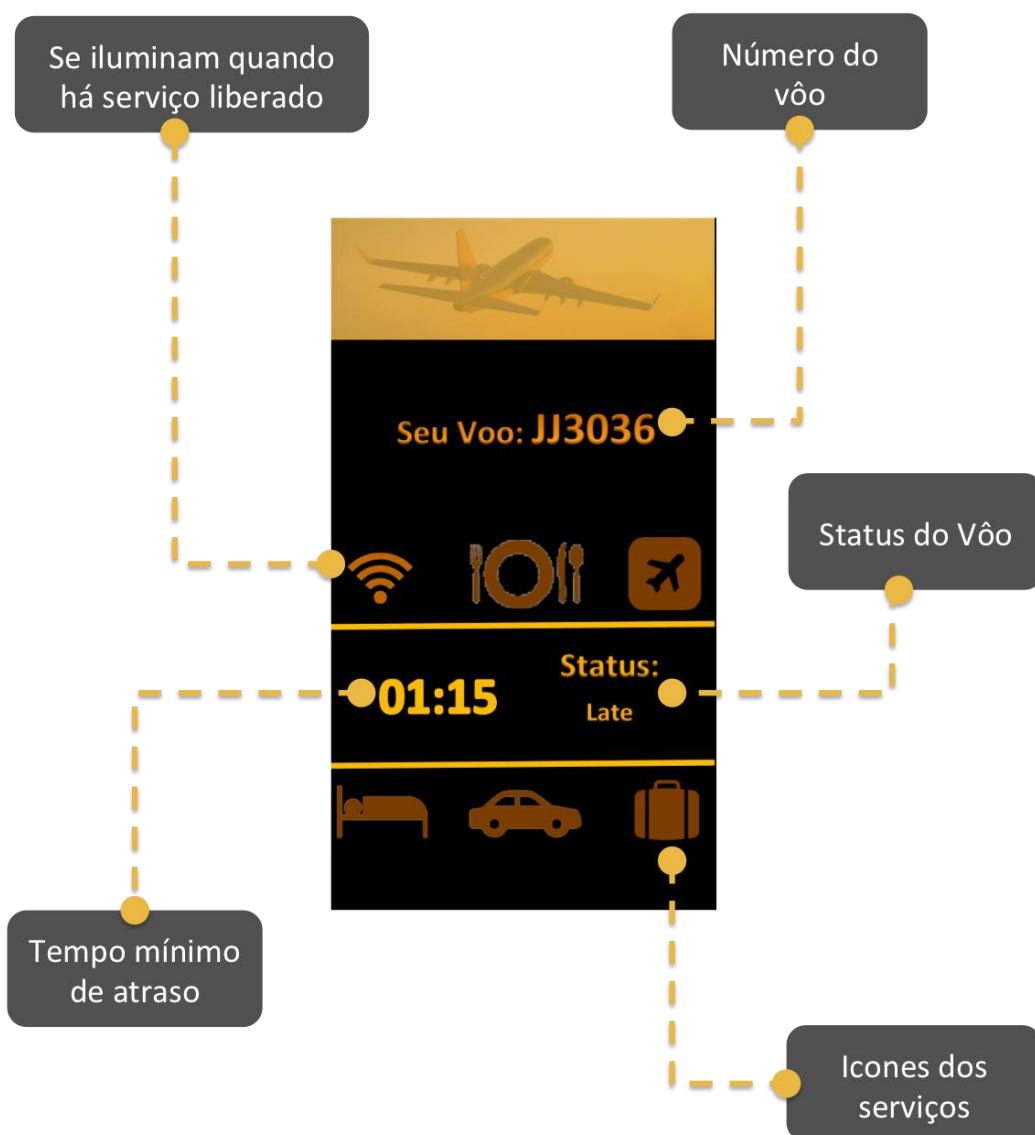 Se iluminam quando
há serviço liberado
Número do
vôo
Seu Voo: JJ3036
Status do Vôo
01:15
Status:
Late
Tempo mínimo
de atraso
Icones dos
serviços